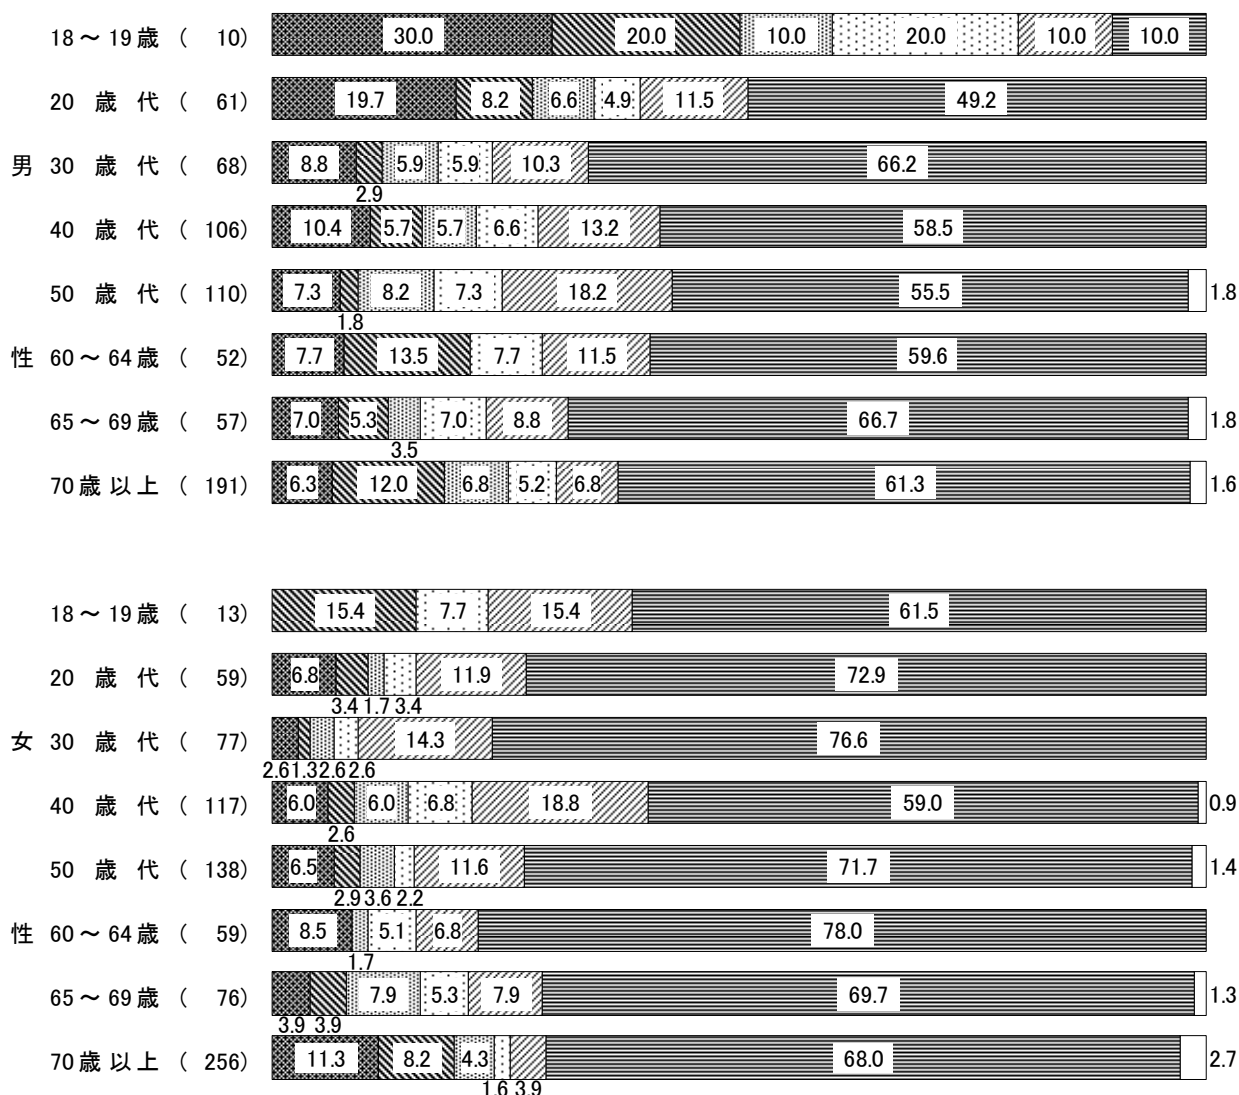 18～19歳 （ 10） 30.0 20.0 10.0 20.0 10.0 10.0
20 歳 代 （ 61） 19.7 8.2 6.6 4.9 11.5 49.2
男 30 歳 代 （ 68） 8.8 5.9 5.9 10.3 66.2
2.9
40 歳 代 （ 106） 10.4 5.7 5.7 6.6 13.2 58.5
50 歳 代 （ 110） 7.3 8.2 7.3 18.2 55.5 1.8
1.8
性 60～64歳 （ 52） 7.7 13.5 7.7 11.5 59.6
65～69歳 （ 57） 7.0 5.3 7.0 8.8 66.7 1.8
3.5
70歳以上 （ 191） 6.3 12.0 6.8 5.2 6.8 61.3 1.6
18～19歳 （ 13） 15.4 7.7 15.4 61.5
20 歳 代 （ 59） 6.8 11.9 72.9
3.4 1.7 3.4
女 30 歳 代 （ 77） 14.3 76.6
2.6 1.3 2.6 2.6
40 歳 代 （ 117） 6.0 6.0 6.8 18.8 59.0 0.9
2.6
50 歳 代 （ 138） 6.5 11.6 71.7 1.4
2.9 3.6 2.2
性 60～64歳 （ 59） 8.5 5.1 6.8 78.0
1.7
65～69歳 （ 76） 7.9 5.3 7.9 69.7 1.3
3.9 3.9
70歳以上 （ 256） 11.3 8.2 4.3 68.0 2.7
1.6 3.9